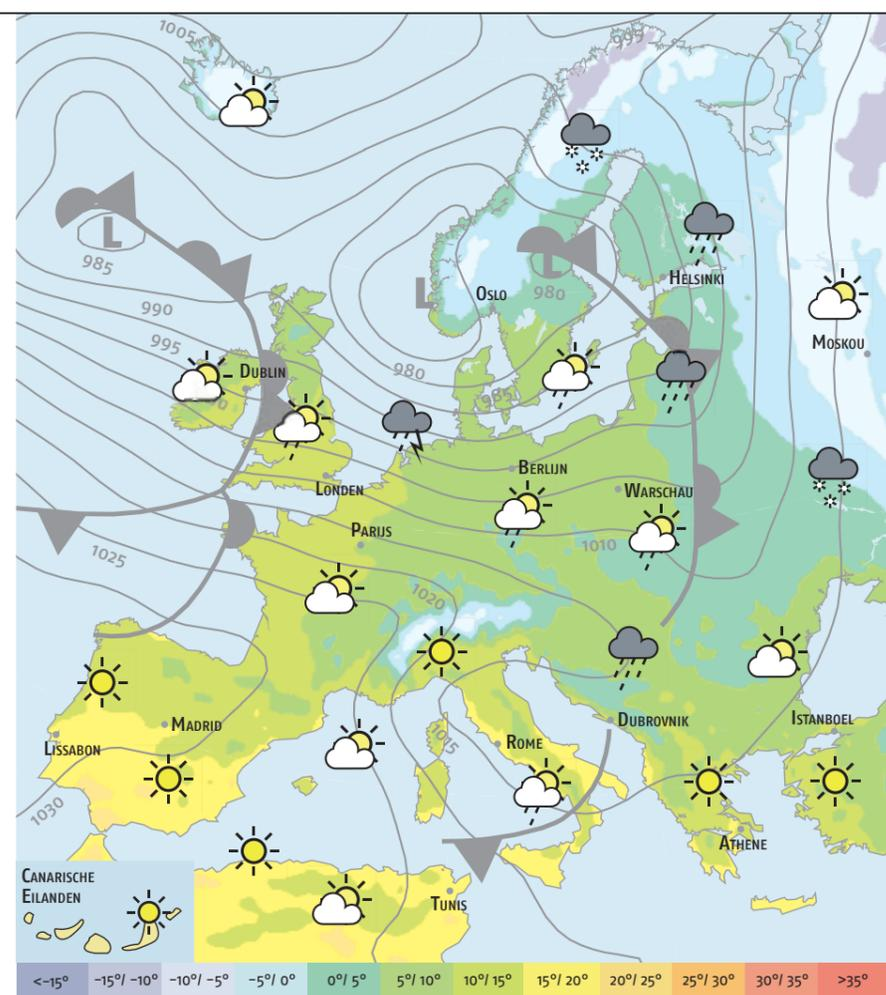 1005
995
L
985
L
L
OSLO
HELSINKI
980
990
MOSKOU
995
DUBLIN
980
985
BERLIJN
LONDEN
WARSCHAU
PARIJS
1010
1025
1020
MADRID
DUBROVNIK
ISTANBOEL
LISSABON
ROME
1015
1030
ATHENE
CANARISCHE
EILANDEN
TUNIS
<-15° -15°/-10° -10°/-5° -5°/0° 0°/5° 5°/10° 10°/15° 15°/20° 20°/25° 25°/30° 30°/35° >35°